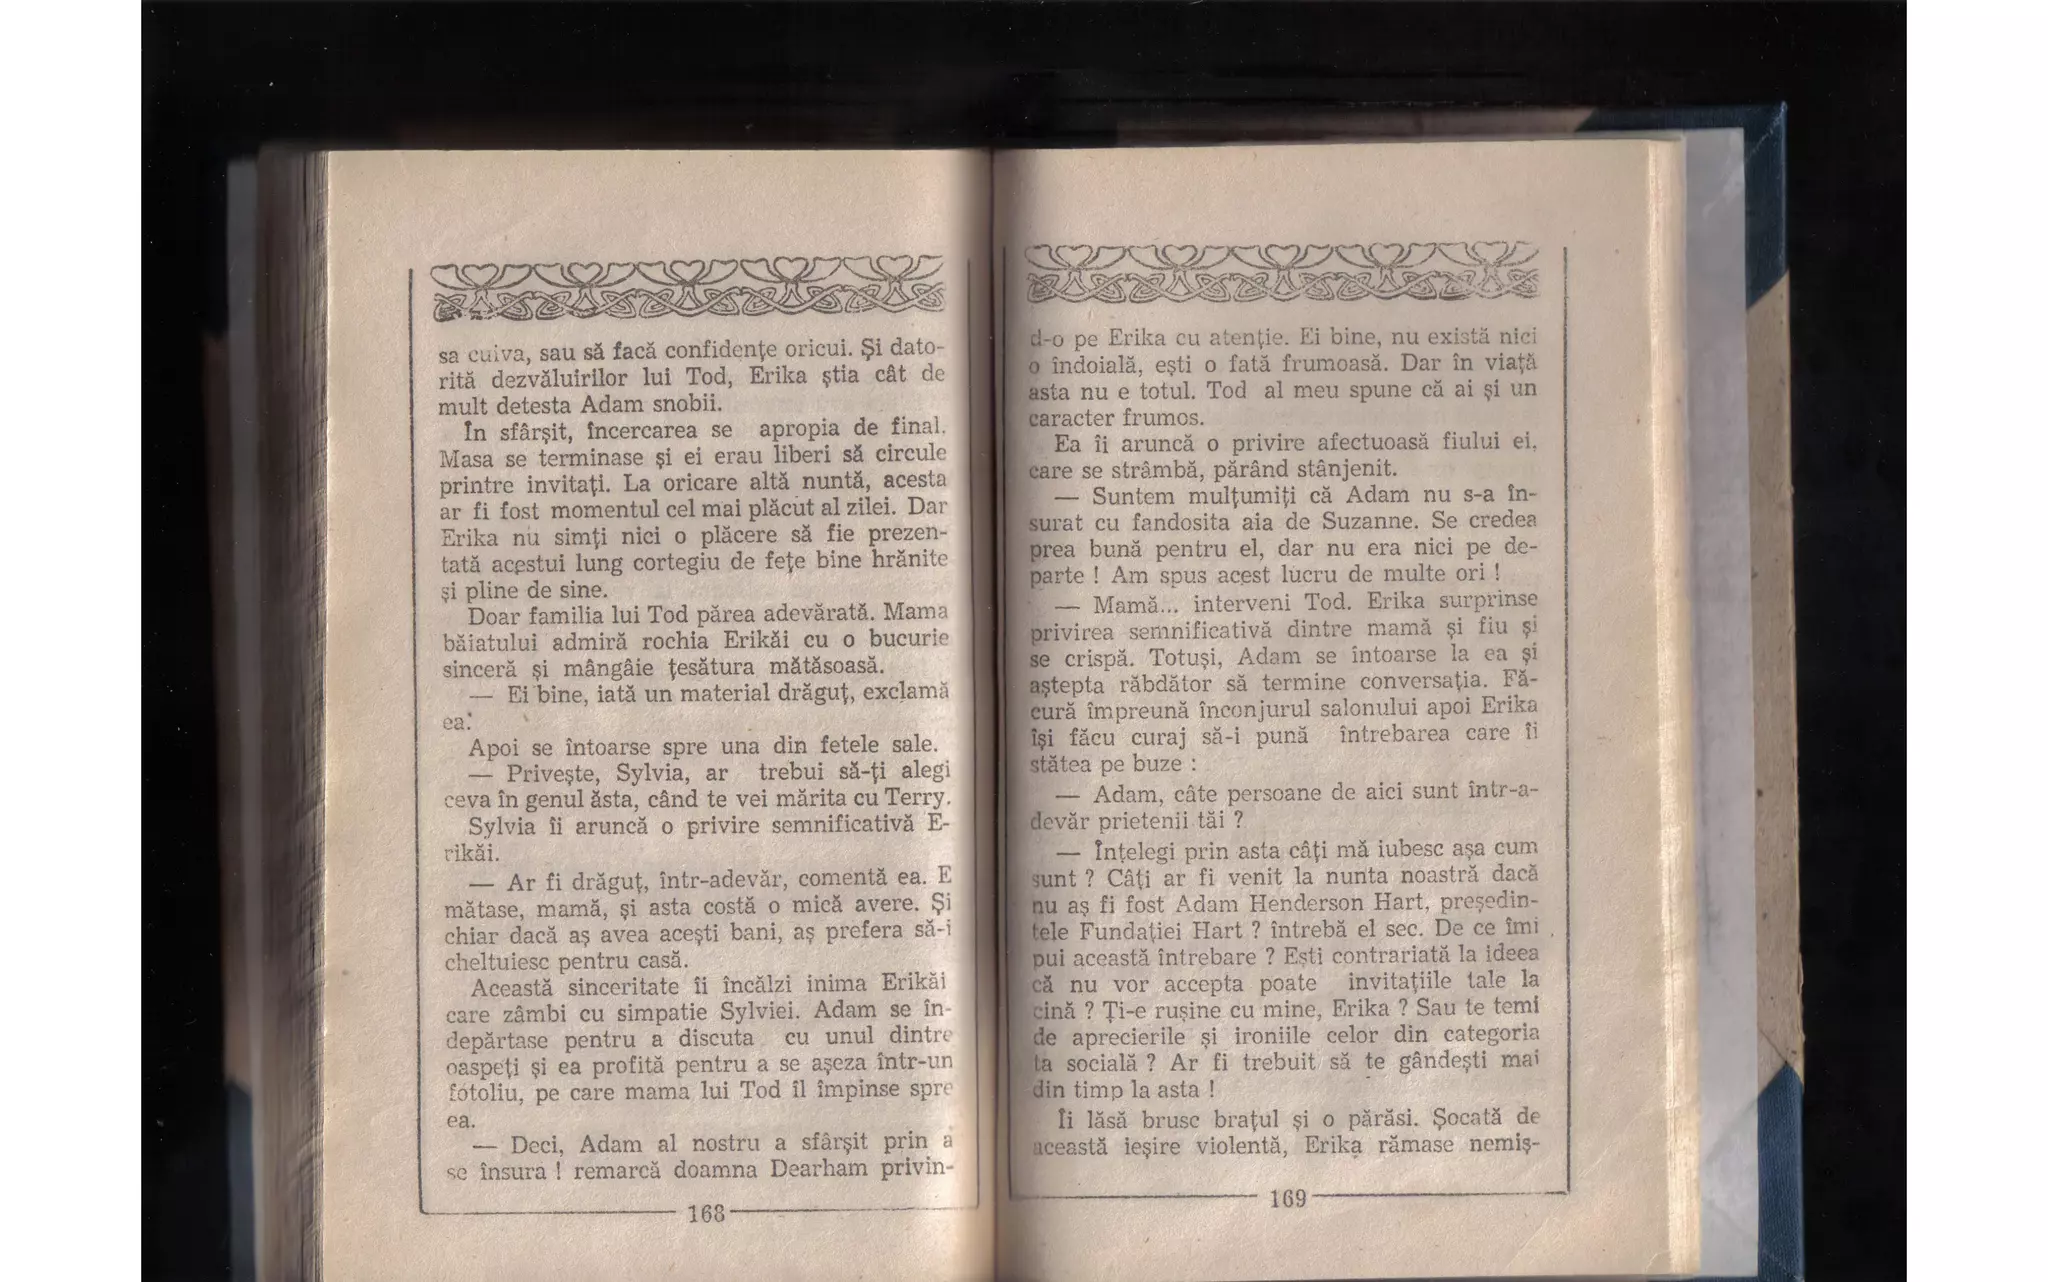 sa cuiva, sau să facă confidențe oricui. Și dato-
rită dezvăluirilor lui Tod, Erika știa cât de
mult detesta Adam snobii.
În sfârșit, încercarea se apropia de final.
Masa se terminase și ei erau liberi să circule
printre invitați. La oricare altă nuntă, acesta
ar fi fost momentul cel mai plăcut al zilei. Dar
Erika nu simți nici o plăcere să fie prezen-
tată acestui lung cortegiu de fețe bine hrănite
și pline de sine.
Doar familia lui Tod părea adevărată. Mama
băiatului admiră rochia Erikăi cu o bucurie
sinceră și mângâie țesătura mătăsoasă.
— Ei bine, iată un material drăguț, exclamă
ea.
Apoi se întoarse spre una din fetele sale.
— Privește, Sylvia, ar trebui să-ți alegi
ceva în genul ăsta, când te vei mărita cu Terry.
Sylvia îi aruncă o privire semnificativă E-
rikăi.
— Ar fi drăguț, într-adevăr, comentă ea. E
mătase, mamă, și asta costă o mică avere. Și
chiar dacă aș avea acești bani, aș prefera să-i
cheltuiesc pentru casă.
Această sinceritate îi încălzi inima Erikăi
care zâmbi cu simpatie Sylviei. Adam se în-
depărtase pentru a discuta cu unul dintre
oaspeți și ea profită pentru a se așeza într-un
fotoliu, pe care mama lui Tod îl împinse spre
ea.
— Deci, Adam al nostru a sfârșit prin a
se însura ! remarcă doamna Dearham privin-
168
d-o pe Erika cu atenție. Ei bine, nu există nici
o îndoială, ești o fată frumoasă. Dar în viață
asta nu e totul. Tod al meu spune că ai și un
caracter frumos.
Ea îi aruncă o privire afectuoasă fiului ei,
care se strâmbă, părând stânjenit.
— Suntem mulțumiți că Adam nu s-a în-
surat cu fandosita aia de Suzanne. Se credea
prea bună pentru el, dar nu era nici pe de-
parte ! Am spus acest lucru de multe ori !
— Mamă... interveni Tod. Erika surprinse
privirea semnificativă dintre mamă și fiu și
se crispă. Totuși, Adam se întoarse la ea și
aștepta răbdător să termine conversația. Fă-
cură împreună înconjurul salonului apoi Erika
își făcu curaj să-i pună întrebarea care îi
stătea pe buze :
— Adam, câte persoane de aici sunt într-a-
devăr prietenii tăi ?
— Înțelegi prin asta câți mă iubesc așa cum
sunt ? Câți ar fi venit la nunta noastră dacă
nu aș fi fost Adam Henderson Hart, președin-
tele Fundației Hart ? întrebă el sec. De ce îmi
pui această întrebare ? Ești contrariată la ideea
că nu vor accepta poate invitațiile tale la
cină ? Ți-e rușine cu mine, Erika ? Sau te temi
de aprecierile și ironiile celor din categoria
ta socială ? Ar fi trebuit să te gândești mai
din timp la asta !
Îi lăsă brusc brațul și o părăsi. Șocată de
această ieșire violentă, Erika rămase nemiș-
169